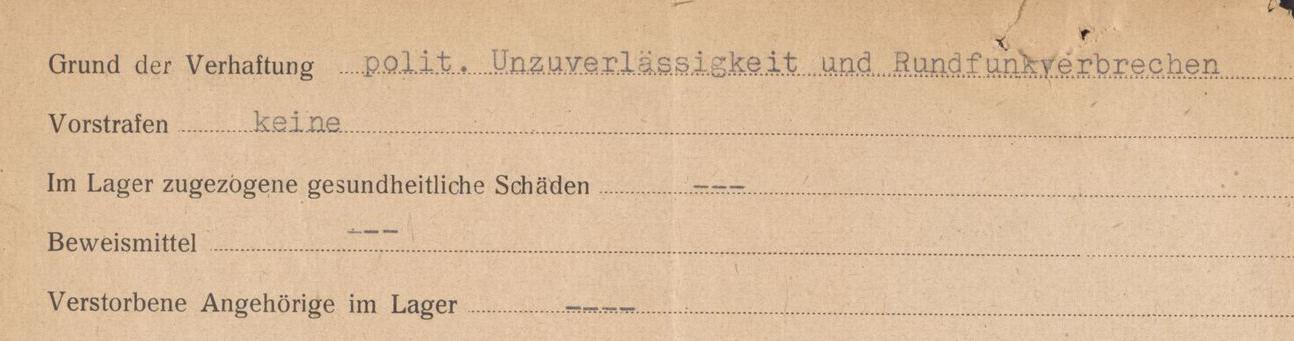 Grund der Verhaftung polit. Unzuverlässigkeit und Rundfunkverbrechen
Vorstrafen keine
Im Lager zugezogene gesundheitliche Schäden ---
Beweismittel ---
Verstorbene Angehörige im Lager ----